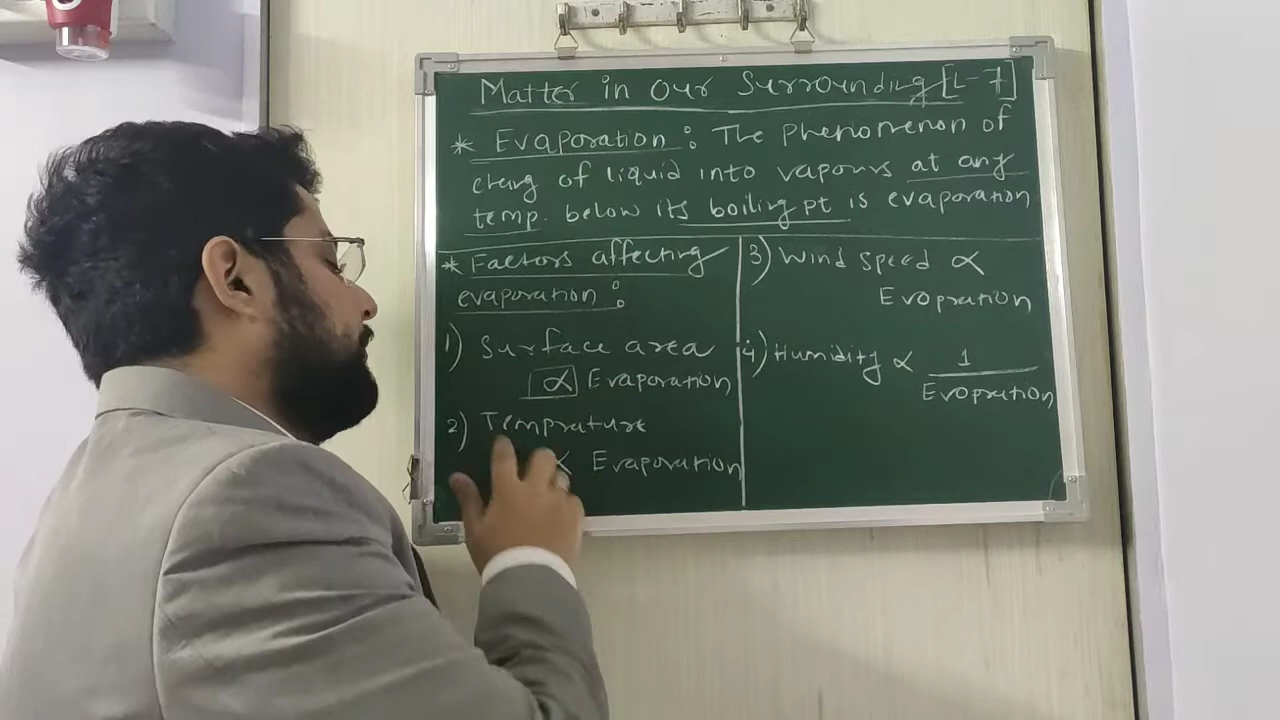 Matter in our Surrounding [L-7]
* Evaporation : The Phenomenon of
chang of liquid into vapours at any
temp. below its boiling pt is evaporation
* Factors affecting
evaporation :
1) Surface area
∝ Evaporation
2) Temprature
∝ Evaporation
3) Wind speed ∝
Evopration
4) Humidity ∝ 1
Evopration